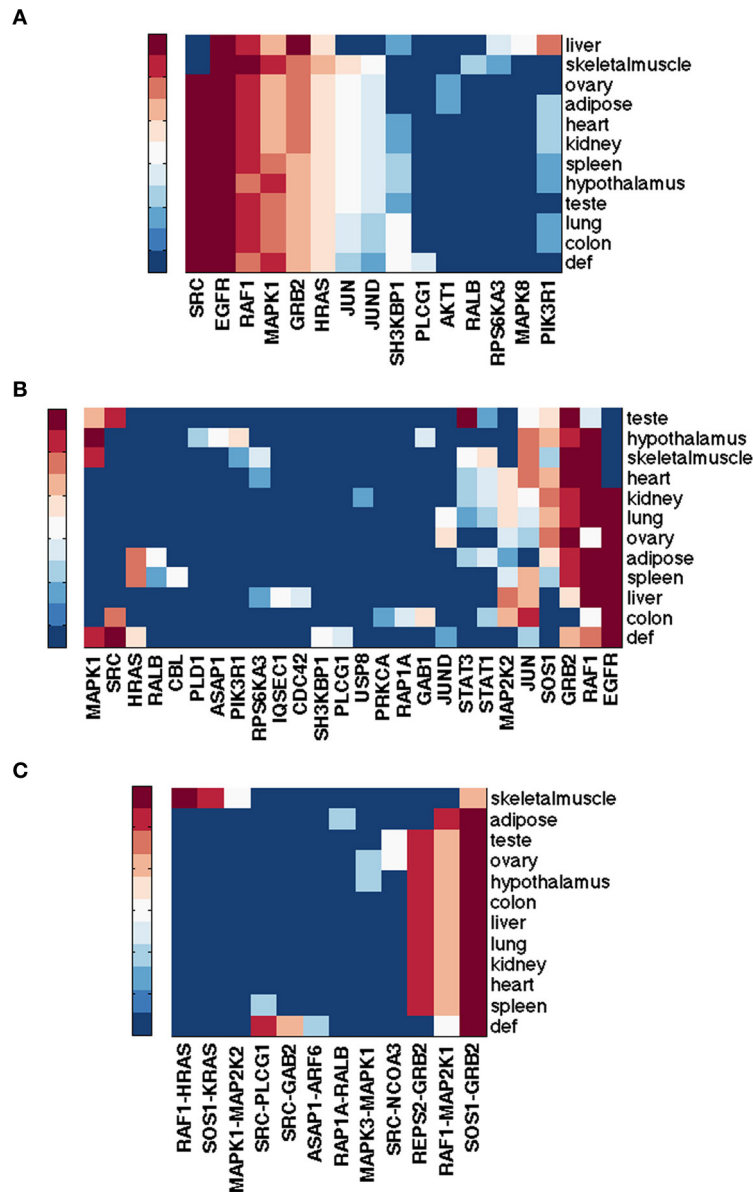 A
liver
skeletalmuscle
ovary
adipose
heart
kidney
spleen
hypothalamus
teste
lung
colon
def
SRC
EGFR
RAF1
MAPK1
GRB2
HRAS
JUN
JUND
SH3KBP1
PLCG1
AKT1
RALB
RPS6KA3
MAPK8
PIK3R1
B
teste
hypothalamus
skeletalmuscle
heart
kidney
lung
ovary
adipose
spleen
liver
colon
def
MAPK1
SRC
HRAS
RALB
CBL
PLD1
ASAP1
PIK3R1
RPS6KA3
IQSEC1
CDC42
SH3KBP1
PLCG1
USP8
PRKCA
RAP1A
GAB1
JUND
STAT3
STAT1
MAP2K2
JUN
SOS1
GRB2
RAF1
EGFR
C
skeletalmuscle
adipose
teste
ovary
hypothalamus
colon
liver
lung
kidney
heart
spleen
def
RAF1-HRAS
SOS1-KRAS
MAPK1-MAP2K2
SRC-PLCG1
SRC-GAB2
ASAP1-ARF6
RAP1A-RALB
MAPK3-MAPK1
SRC-NCOA3
REPS2-GRB2
RAF1-MAP2K1
SOS1-GRB2